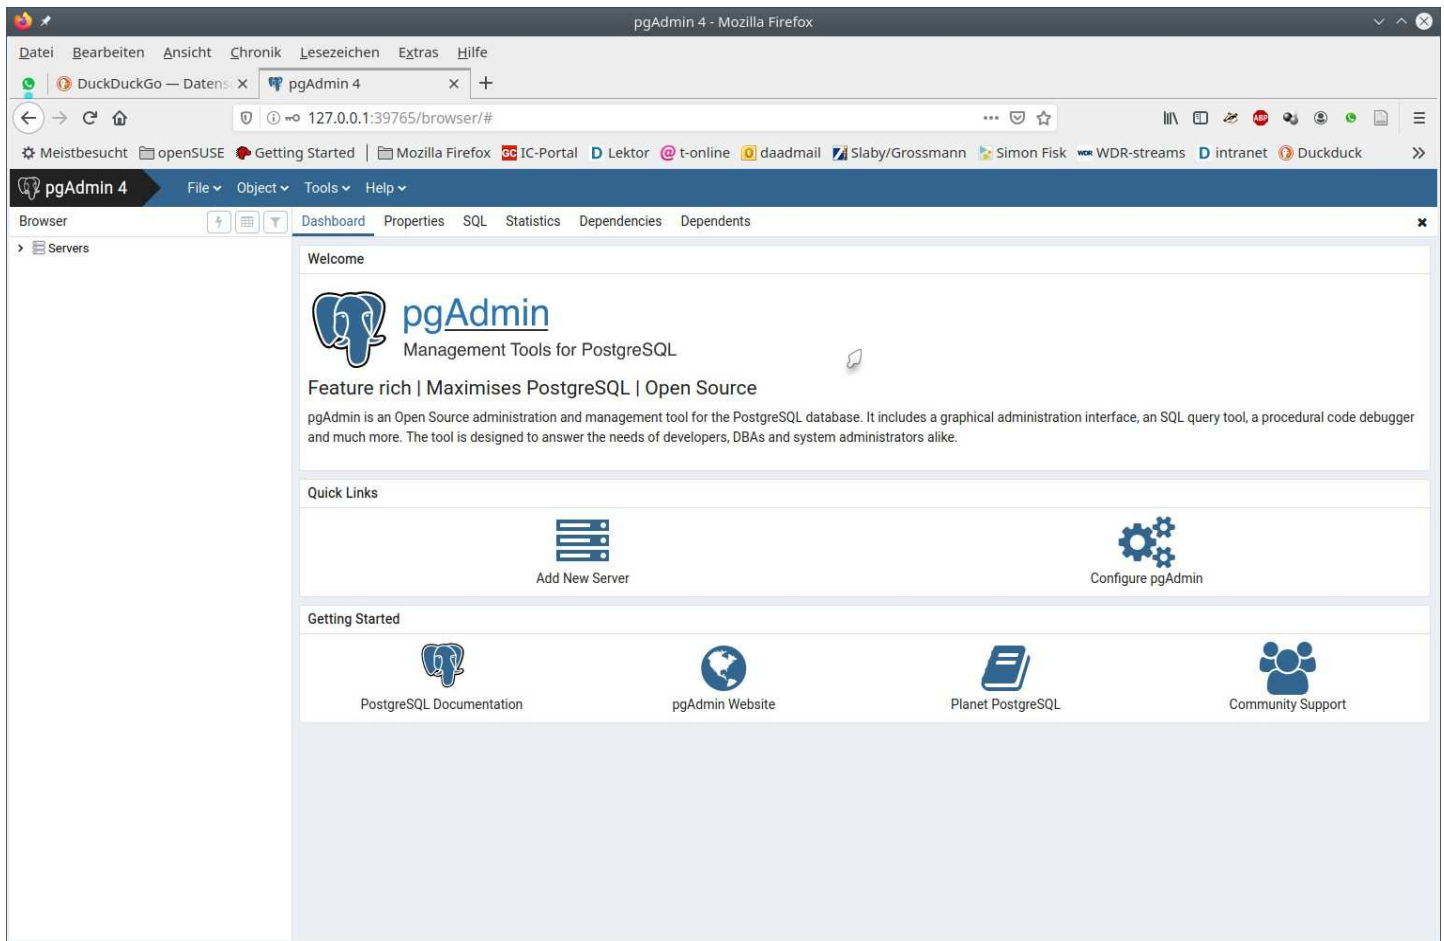 pgAdmin 4 - Mozilla Firefox
Datei Bearbeiten Ansicht Chronik Lesezeichen Extras Hilfe
DuckDuckGo — Datens pgAdmin 4
127.0.0.1:39765/browser/#
ABP
Meistbesucht openSUSE Getting Started Mozilla Firefox GC IC-Portal D Lektor @ t-online daadmail Slaby/Grossmann Simon Fisk WDR WDR-streams D intranet Duckduck
pgAdmin 4 File Object Tools Help
Browser Dashboard Properties SQL Statistics Dependencies Dependents
Servers
Welcome
pgAdmin
Management Tools for PostgreSQL
Feature rich | Maximises PostgreSQL | Open Source
pgAdmin is an Open Source administration and management tool for the PostgreSQL database. It includes a graphical administration interface, an SQL query tool, a procedural code debugger
and much more. The tool is designed to answer the needs of developers, DBAs and system administrators alike.
Quick Links
Add New Server Configure pgAdmin
Getting Started
PostgreSQL Documentation pgAdmin Website Planet PostgreSQL Community Support